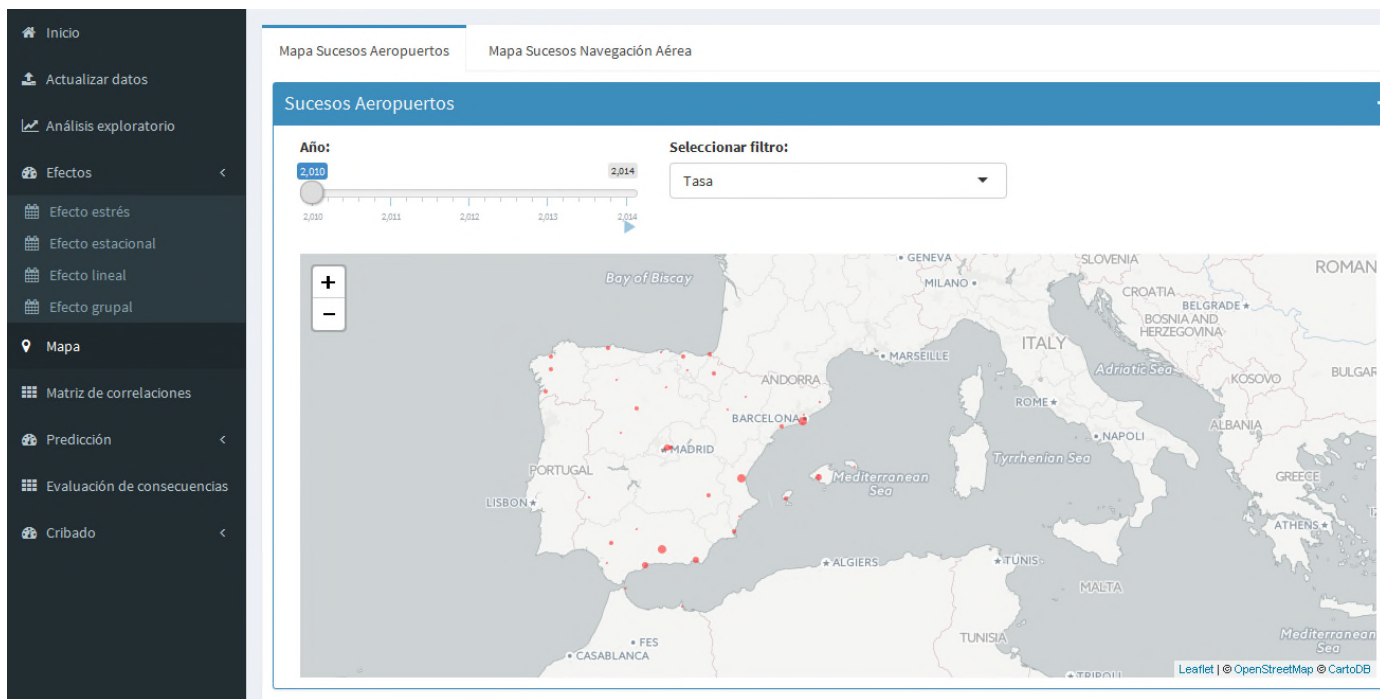 Inicio
Actualizar datos
Análisis exploratorio
Efectos
Efecto estrés
Efecto estacional
Efecto lineal
Efecto grupal
Mapa
Matriz de correlaciones
Predicción
Evaluación de consecuencias
Cribado
Mapa Sucesos Aeropuertos
Mapa Sucesos Navegación Aérea
Sucesos Aeropuertos
Año:
2,010
2,014
2,010 2,011 2,012 2,013 2,014
Seleccionar filtro:
Tasa
+
−
Bay of Biscay
GENEVA
SLOVENIA
ROMAN
MILANO
CROATIA
BELGRADE
BOSNIA AND
HERZEGOVINA
ITALY
MARSEILLE
Adriatic Sea
KOSOVO
BULGAR
ANDORRA
ROME
BARCELONA
ALBANIA
NAPOLI
MADRID
Tyrrhenian Sea
PORTUGAL
Mediterranean
Sea
GREECE
LISBON
ATHENS
ALGIERS
TUNIS
MALTA
FES
TUNISIA
Mediterranean
Sea
CASABLANCA
TRIPOLI
Leaflet | © OpenStreetMap © CartoDB